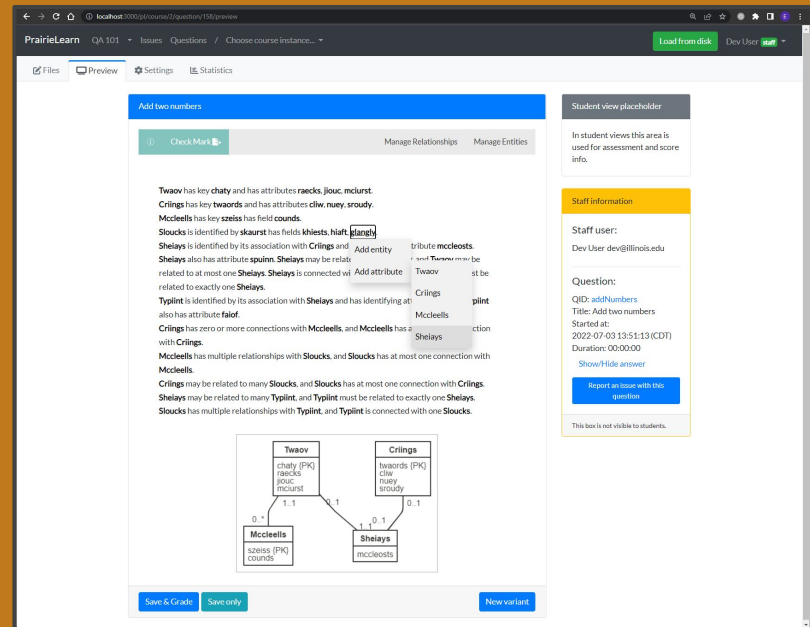 localhost:3000/pl/course/2/question/158/preview
PrairieLearn QA 101 Issues Questions / Choose course instance... Load from disk Dev User staff
Files Preview Settings Statistics
Add two numbers
Check Mark Manage Relationships Manage Entities
Twaov has key chaty and has attributes raecks, jiouc, mciurst.
Criings has key twaords and has attributes cliw, nuey, sroudy.
Mccleells has key szeiss has field counds.
Sloucks is identified by skaurst has fields khiests, hiaft, glangly.
Sheiays is identified by its association with Criings and tribute mccleosts.
Sheiays also has attribute spuinn. Sheiays may be relate and Twaov may be
related to at most one Sheiays. Sheiays is connected wi st be
related to exactly one Sheiays.
Typiint is identified by its association with Sheiays and has identifying at piint
also has attribute faiof.
Criings has zero or more connections with Mccleells, and Mccleells has a ction
with Criings.
Mccleells has multiple relationships with Sloucks, and Sloucks has at most one connection with
Mccleells.
Criings may be related to many Sloucks, and Sloucks has at most one connection with Criings.
Sheiays may be related to many Typiint, and Typiint must be related to exactly one Sheiays.
Sloucks has multiple relationships with Typiint, and Typiint is connected with one Sloucks.
Add entity
Add attribute
Twaov
Criings
Mccleells
Sheiays
Twaov
chaty {PK}
raecks
jiouc
mciurst
Criings
twaords {PK}
cliw
nuey
sroudy
1..1
0..1
0..1
0..*
1..1
0..1
Mccleells
szeiss {PK}
counds
Sheiays
mccleosts
Save & Grade Save only New variant
Student view placeholder
In student views this area is
used for assessment and score
info.
Staff information
Staff user:
Dev User dev@illinois.edu
Question:
QID: addNumbers
Title: Add two numbers
Started at:
2022-07-03 13:51:13 (CDT)
Duration: 00:00:00
Show/Hide answer
Report an issue with this
question
This box is not visible to students.